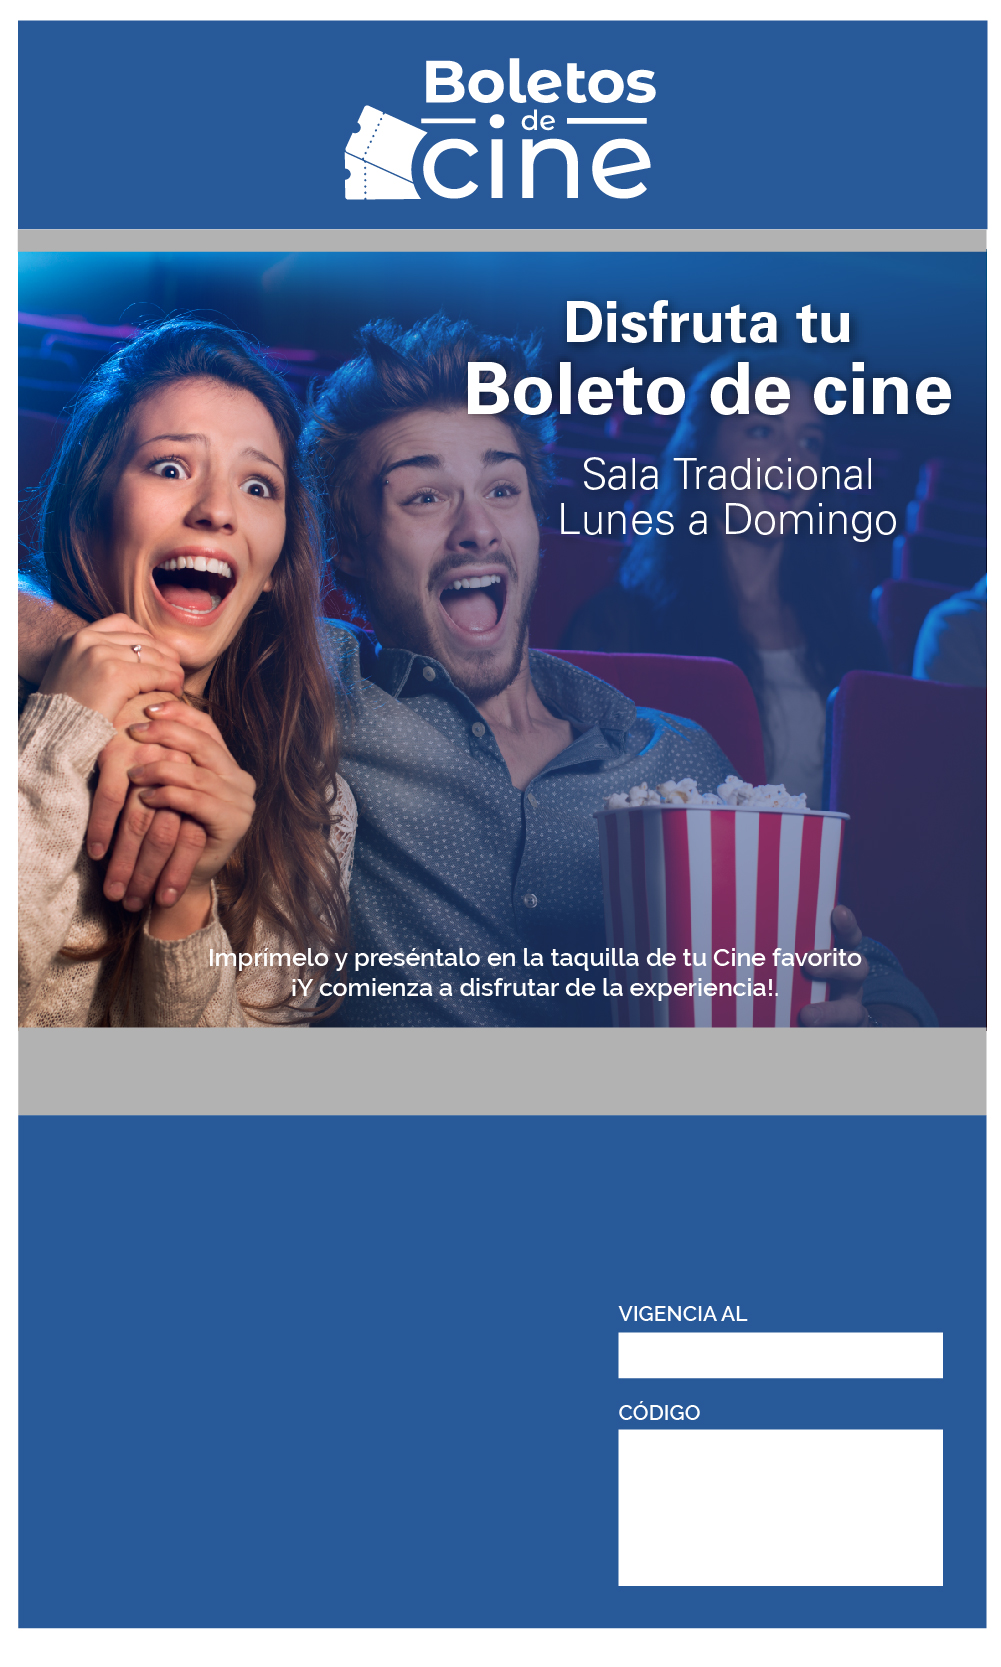 Boletos
de
cine
Disfruta tu
Boleto de cine
Sala Tradicional
Lunes a Domingo
Imprímelo y preséntalo en la taquilla de tu Cine favorito
¡Y comienza a disfrutar de la experiencia!.
VIGENCIA AL
CÓDIGO